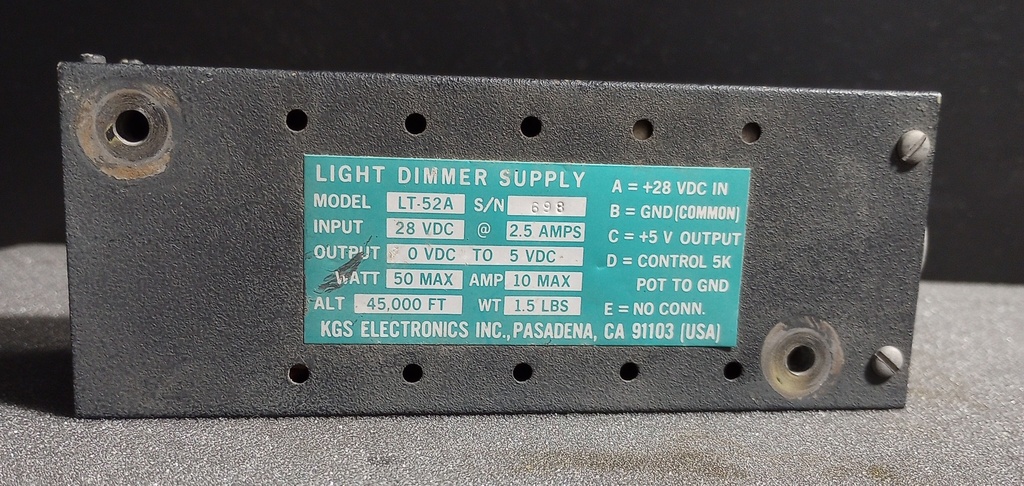 LIGHT DIMMER SUPPLY
MODEL LT-52A S/N 698
INPUT 28 VDC @ 2.5 AMPS
OUTPUT 0 VDC TO 5 VDC
WATT 50 MAX AMP 10 MAX
ALT 45,000 FT WT 1.5 LBS
A = +28 VDC IN
B = GND (COMMON)
C = +5 V OUTPUT
D = CONTROL 5K
POT TO GND
E = NO CONN.
KGS ELECTRONICS INC., PASADENA, CA 91103 (USA)